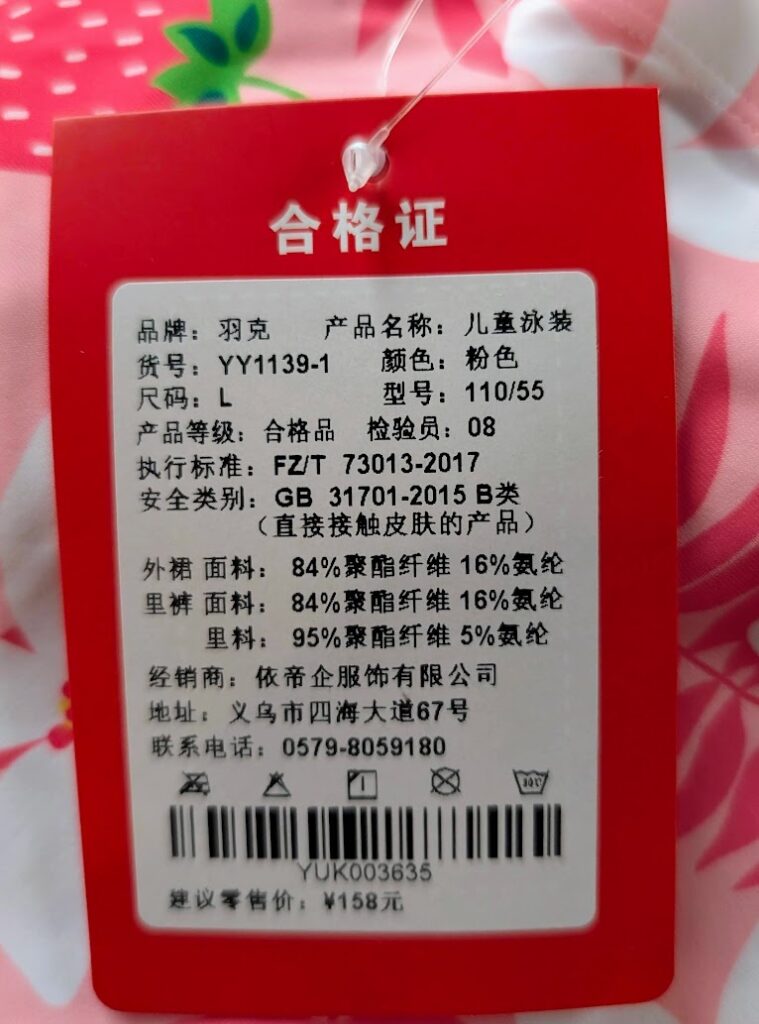 合格证
品牌：羽克 产品名称：儿童泳装
货号：YY1139-1 颜色：粉色
尺码：L 型号：110/55
产品等级：合格品 检验员：08
执行标准：FZ/T 73013-2017
安全类别：GB 31701-2015 B类
（直接接触皮肤的产品）
外裙 面料： 84%聚酯纤维 16%氨纶
里裤 面料： 84%聚酯纤维 16%氨纶
里料： 95%聚酯纤维 5%氨纶
经销商：依帝企服饰有限公司
地址：义乌市四海大道67号
联系电话：0579-8059180
YUK003635
建议零售价：¥158元